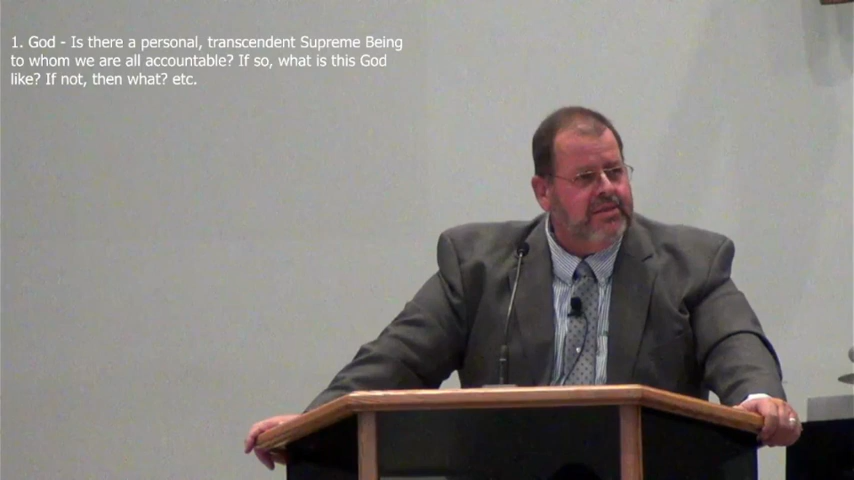 1. God - Is there a personal, transcendent Supreme Being
to whom we are all accountable? If so, what is this God
like? If not, then what? etc.